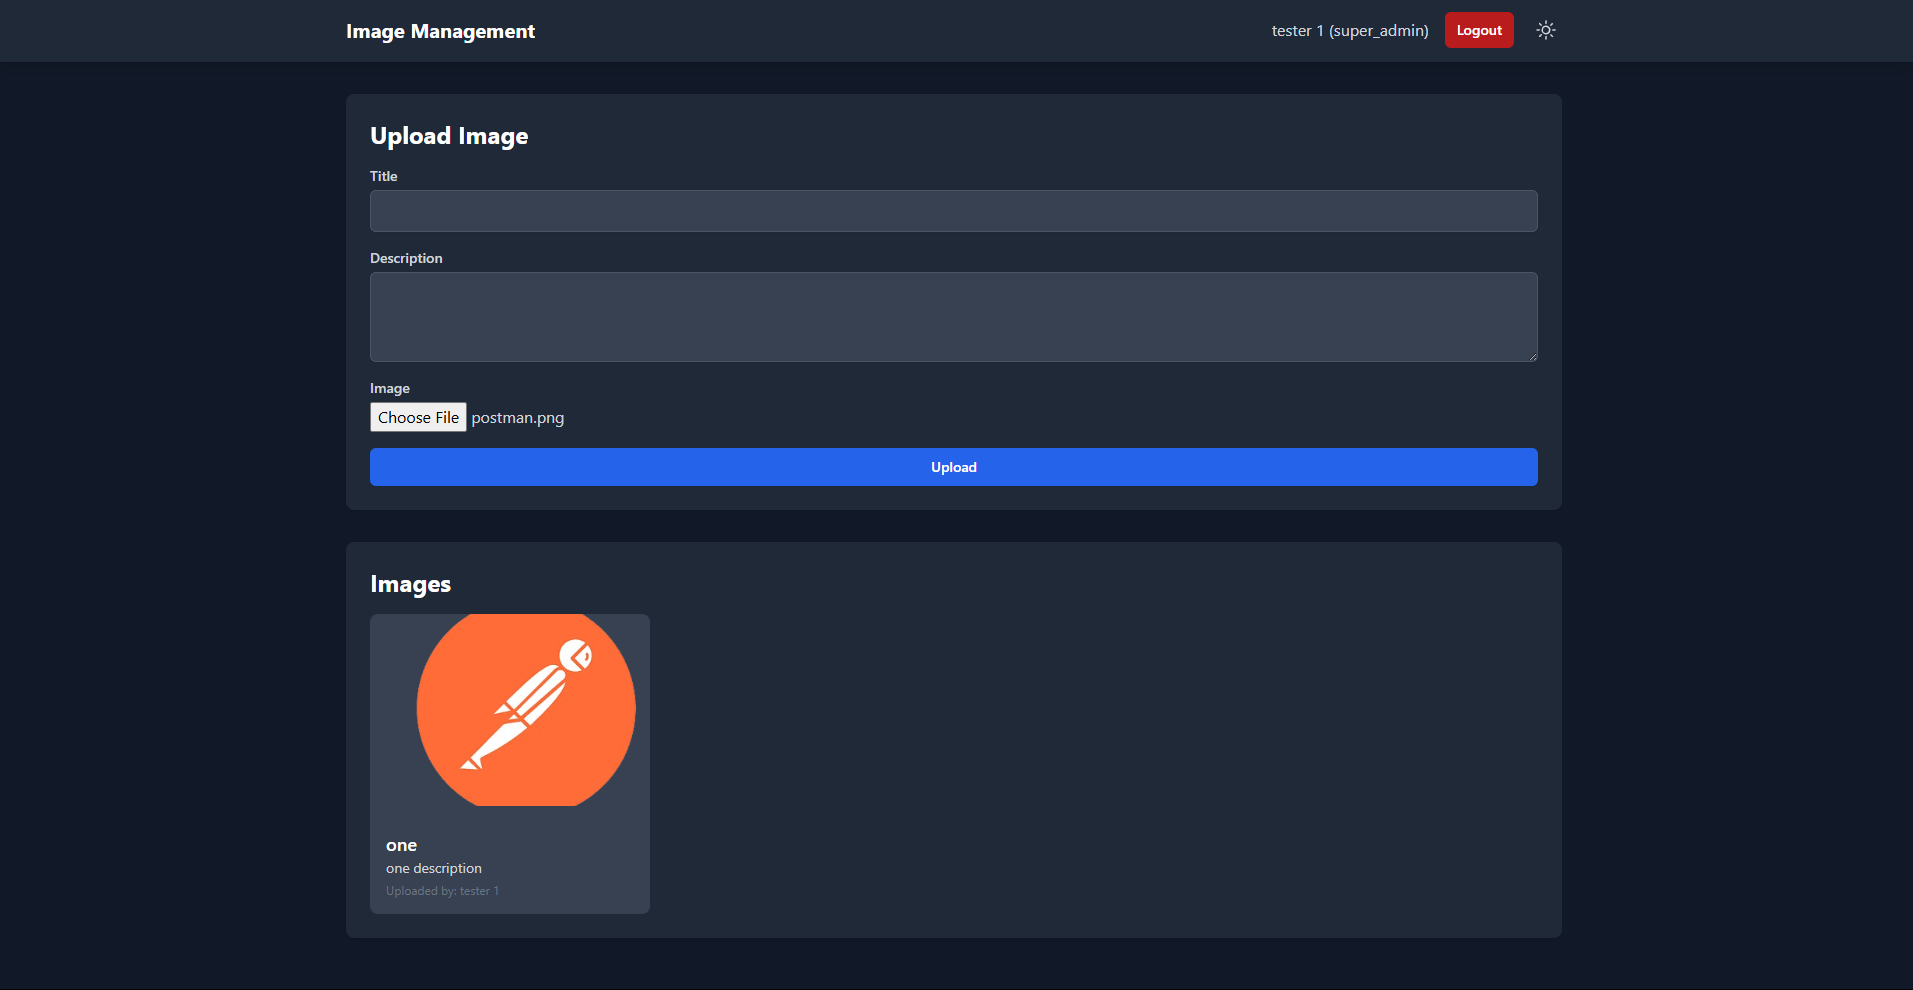 Image Management
tester 1 (super_admin)
Logout
Upload Image
Title
Description
Image
Choose File postman.png
Upload
Images
one
one description
Uploaded by: tester 1